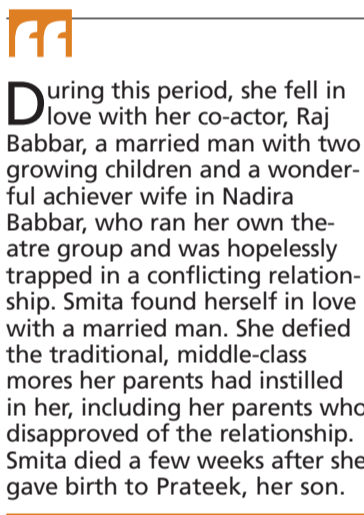 During this period, she fell in
love with her co-actor, Raj
Babbar, a married man with two
growing children and a wonder-
ful achiever wife in Nadira
Babbar, who ran her own the-
atre group and was hopelessly
trapped in a conflicting relation-
ship. Smita found herself in love
with a married man. She defied
the traditional, middle-class
mores her parents had instilled
in her, including her parents who
disapproved of the relationship.
Smita died a few weeks after she
gave birth to Prateek, her son.